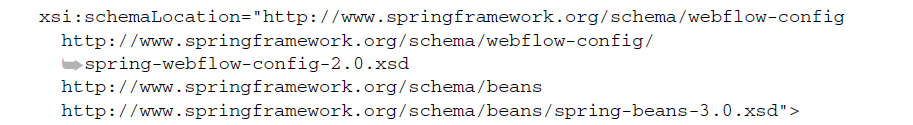 xsi:schemaLocation="http://www.springframework.org/schema/webflow-config
http://www.springframework.org/schema/webflow-config/
➥spring-webflow-config-2.0.xsd
http://www.springframework.org/schema/beans
http://www.springframework.org/schema/beans/spring-beans-3.0.xsd">